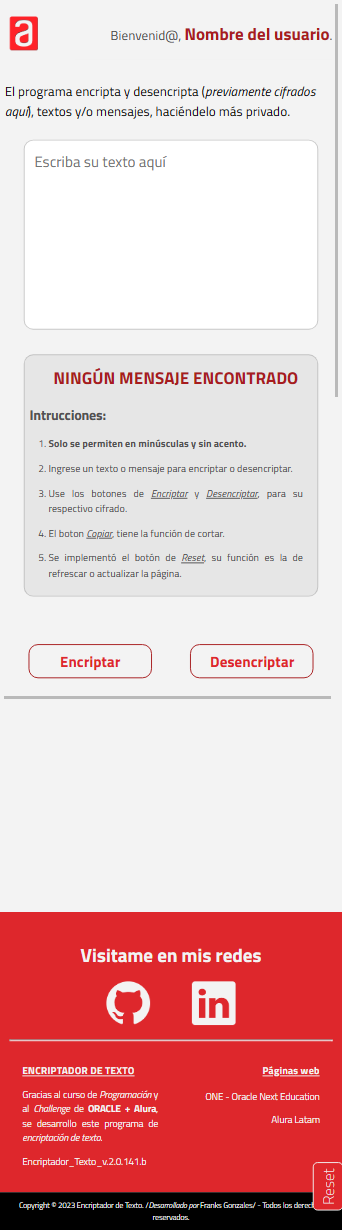 a
Bienvenid@, Nombre del usuario.
El programa encripta y desencripta (previamente cifrados
aquí), textos y/o mensajes, haciéndolo más privado.
Escriba su texto aquí
NINGÚN MENSAJE ENCONTRADO
Intrucciones:
1. Solo se permiten en minúsculas y sin acento.
2. Ingrese un texto o mensaje para encriptar o desencriptar.
3. Use los botones de Encriptar y Desencriptar, para su
respectivo cifrado.
4. El boton Copiar, tiene la función de cortar.
5. Se implementó el botón de Reset, su función es la de
refrescar o actualizar la página.
Encriptar
Desencriptar
Visitame en mis redes
in
ENCRIPTADOR DE TEXTO
Gracias al curso de Programación y
al Challenge de ORACLE + Alura,
se desarrollo este programa de
encriptación de texto.
Encriptador_Texto_v.2.0.141.b
Páginas web
ONE - Oracle Next Education
Alura Latam
Reset
Copyright © 2023 Encriptador de Texto. /Desarrollado por Franks Gonzales/ - Todos los
reservados.